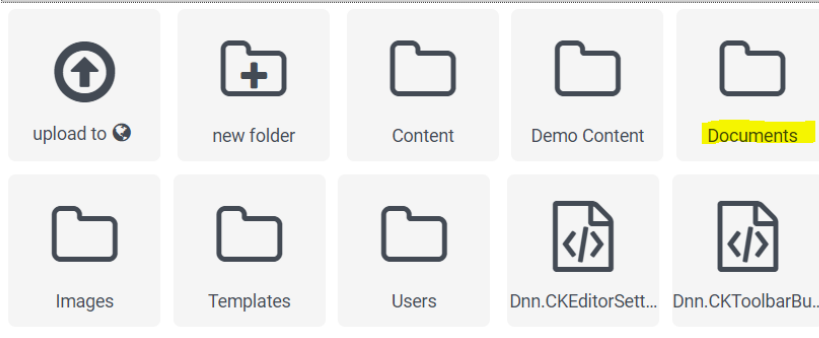 upload to
new folder
Content
Demo Content
Documents
Images
Templates
Users
Dnn.CKEditorSett...
Dnn.CKToolbarBu...